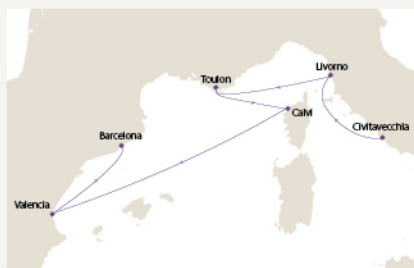 Livorno
Toulon
Calvi
Barcelona
Civitavecchia
Valencia